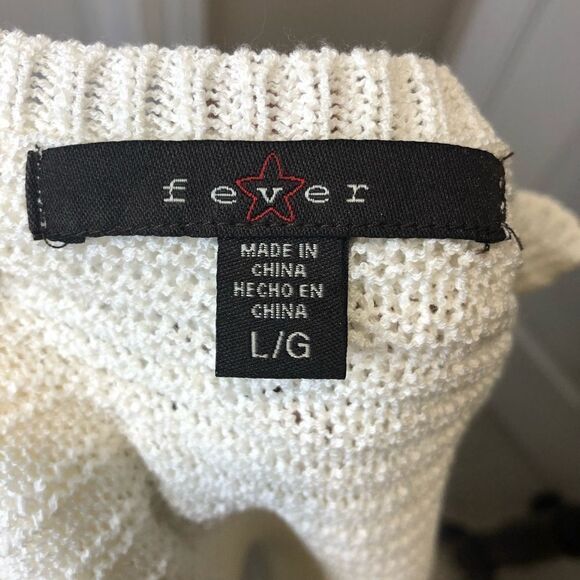 fever
MADE IN
CHINA
HECHO EN
CHINA
L/G